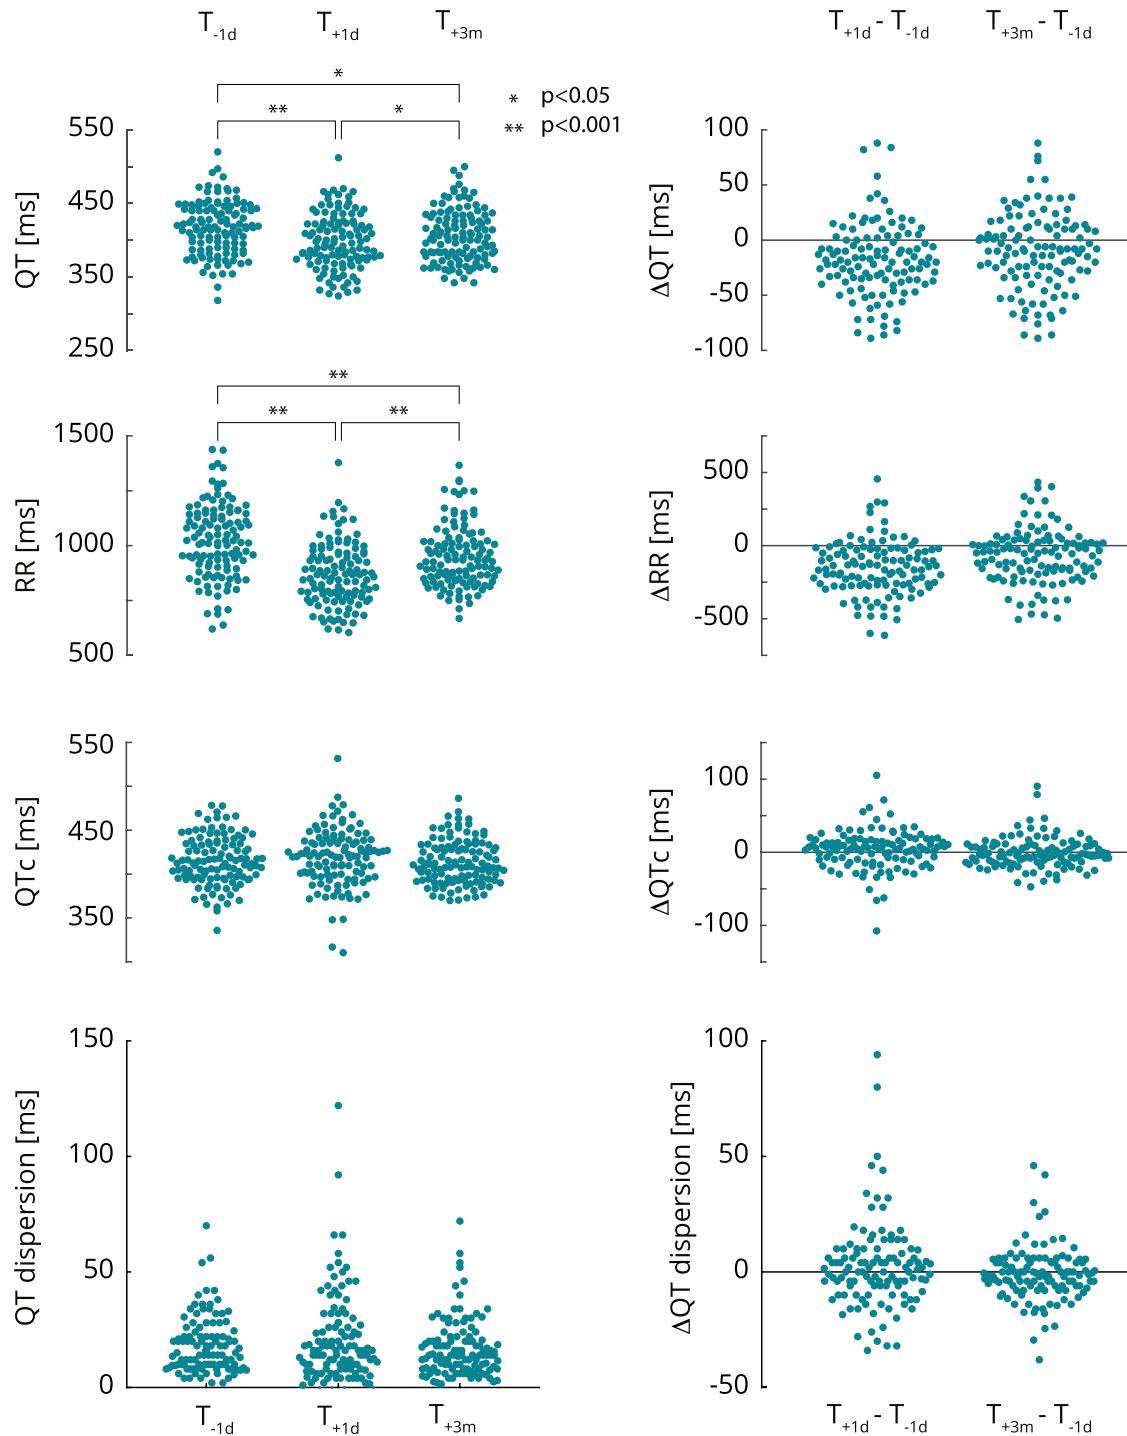 T-1d T+1d T+3m T+1d - T-1d T+3m - T-1d
*
** *
* p<0.05
** p<0.001
QT [ms]
550
450
350
250
ΔQT [ms]
100
50
0
-50
-100
**
** **
RR [ms]
1500
1000
500
ΔRR [ms]
500
0
-500
QTc [ms]
550
450
350
ΔQTc [ms]
100
0
-100
QT dispersion [ms]
150
100
50
0
T-1d T+1d T+3m
ΔQT dispersion [ms]
100
50
0
-50
T+1d - T-1d T+3m - T-1d